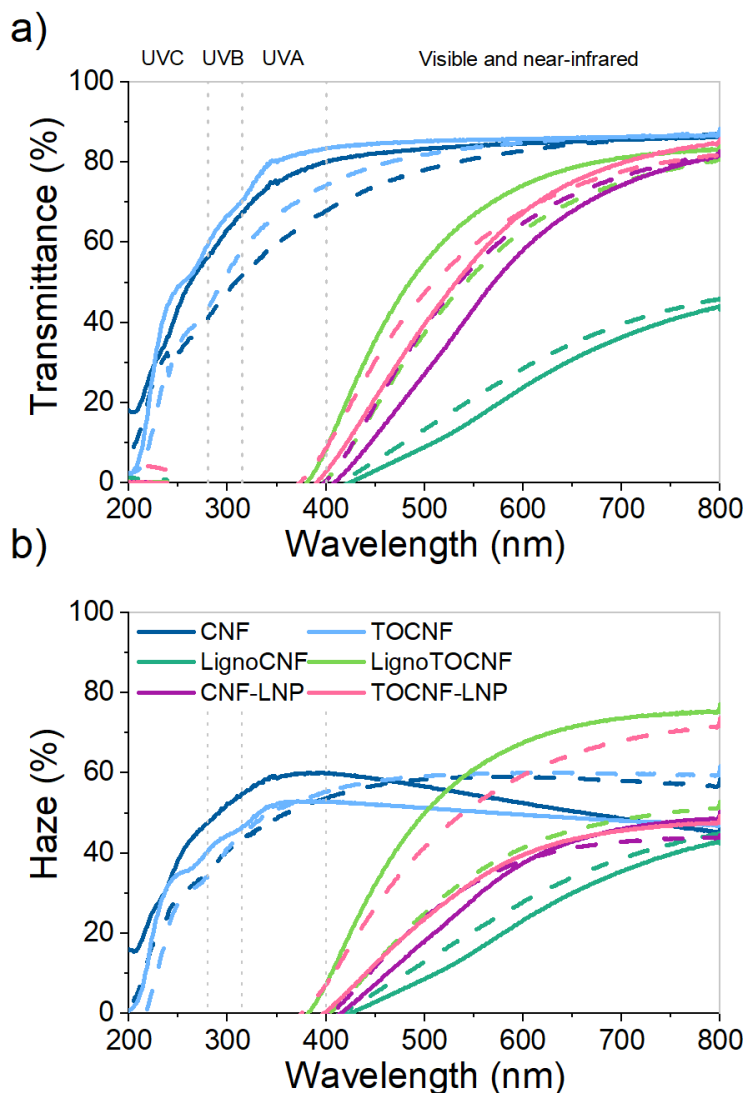 a)
UVC UVB UVA Visible and near-infrared
100
80
60
40
20
0
Transmittance (%)
200 300 400 500 600 700 800
Wavelength (nm)
b)
100
80
60
40
20
0
Haze (%)
CNF TOCNF
LignoCNF LignoTOCNF
CNF-LNP TOCNF-LNP
200 300 400 500 600 700 800
Wavelength (nm)